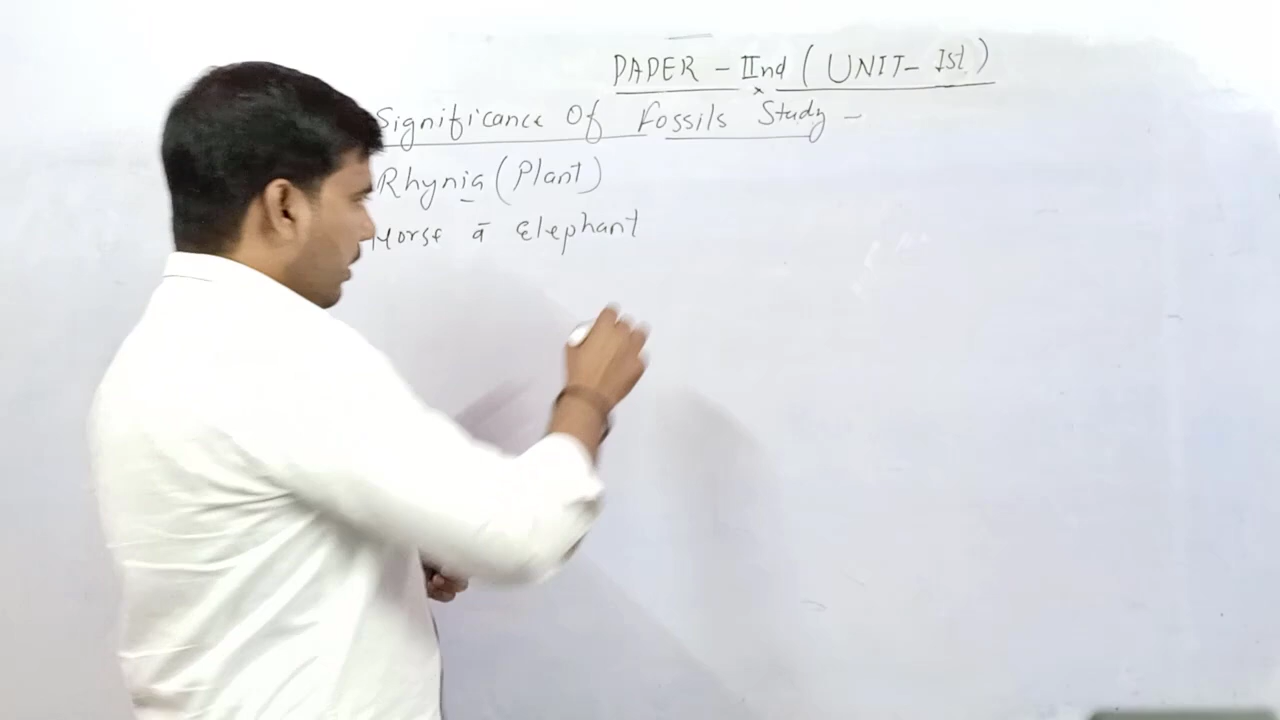 PAPER - IInd (UNIT- Ist)
Significance Of Fossils Study -
Rhynia (Plant)
Horse ā Elephant